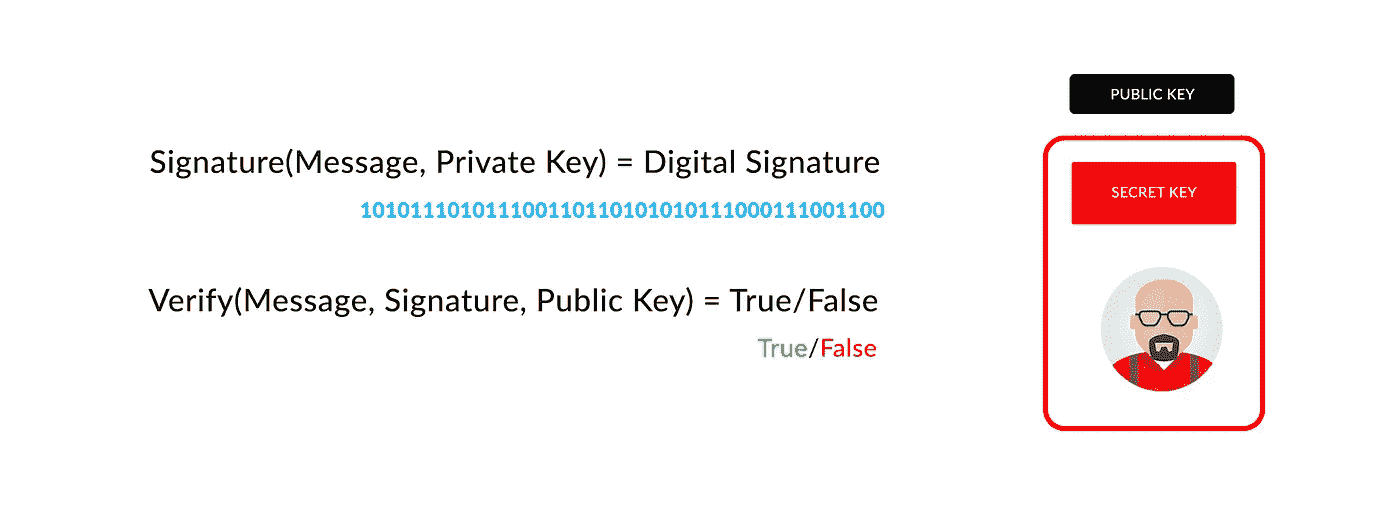 Signature(Message, Private Key) = Digital Signature
101011101011100110110101010111000111001100
Verify(Message, Signature, Public Key) = True/False
True/False
PUBLIC KEY
SECRET KEY